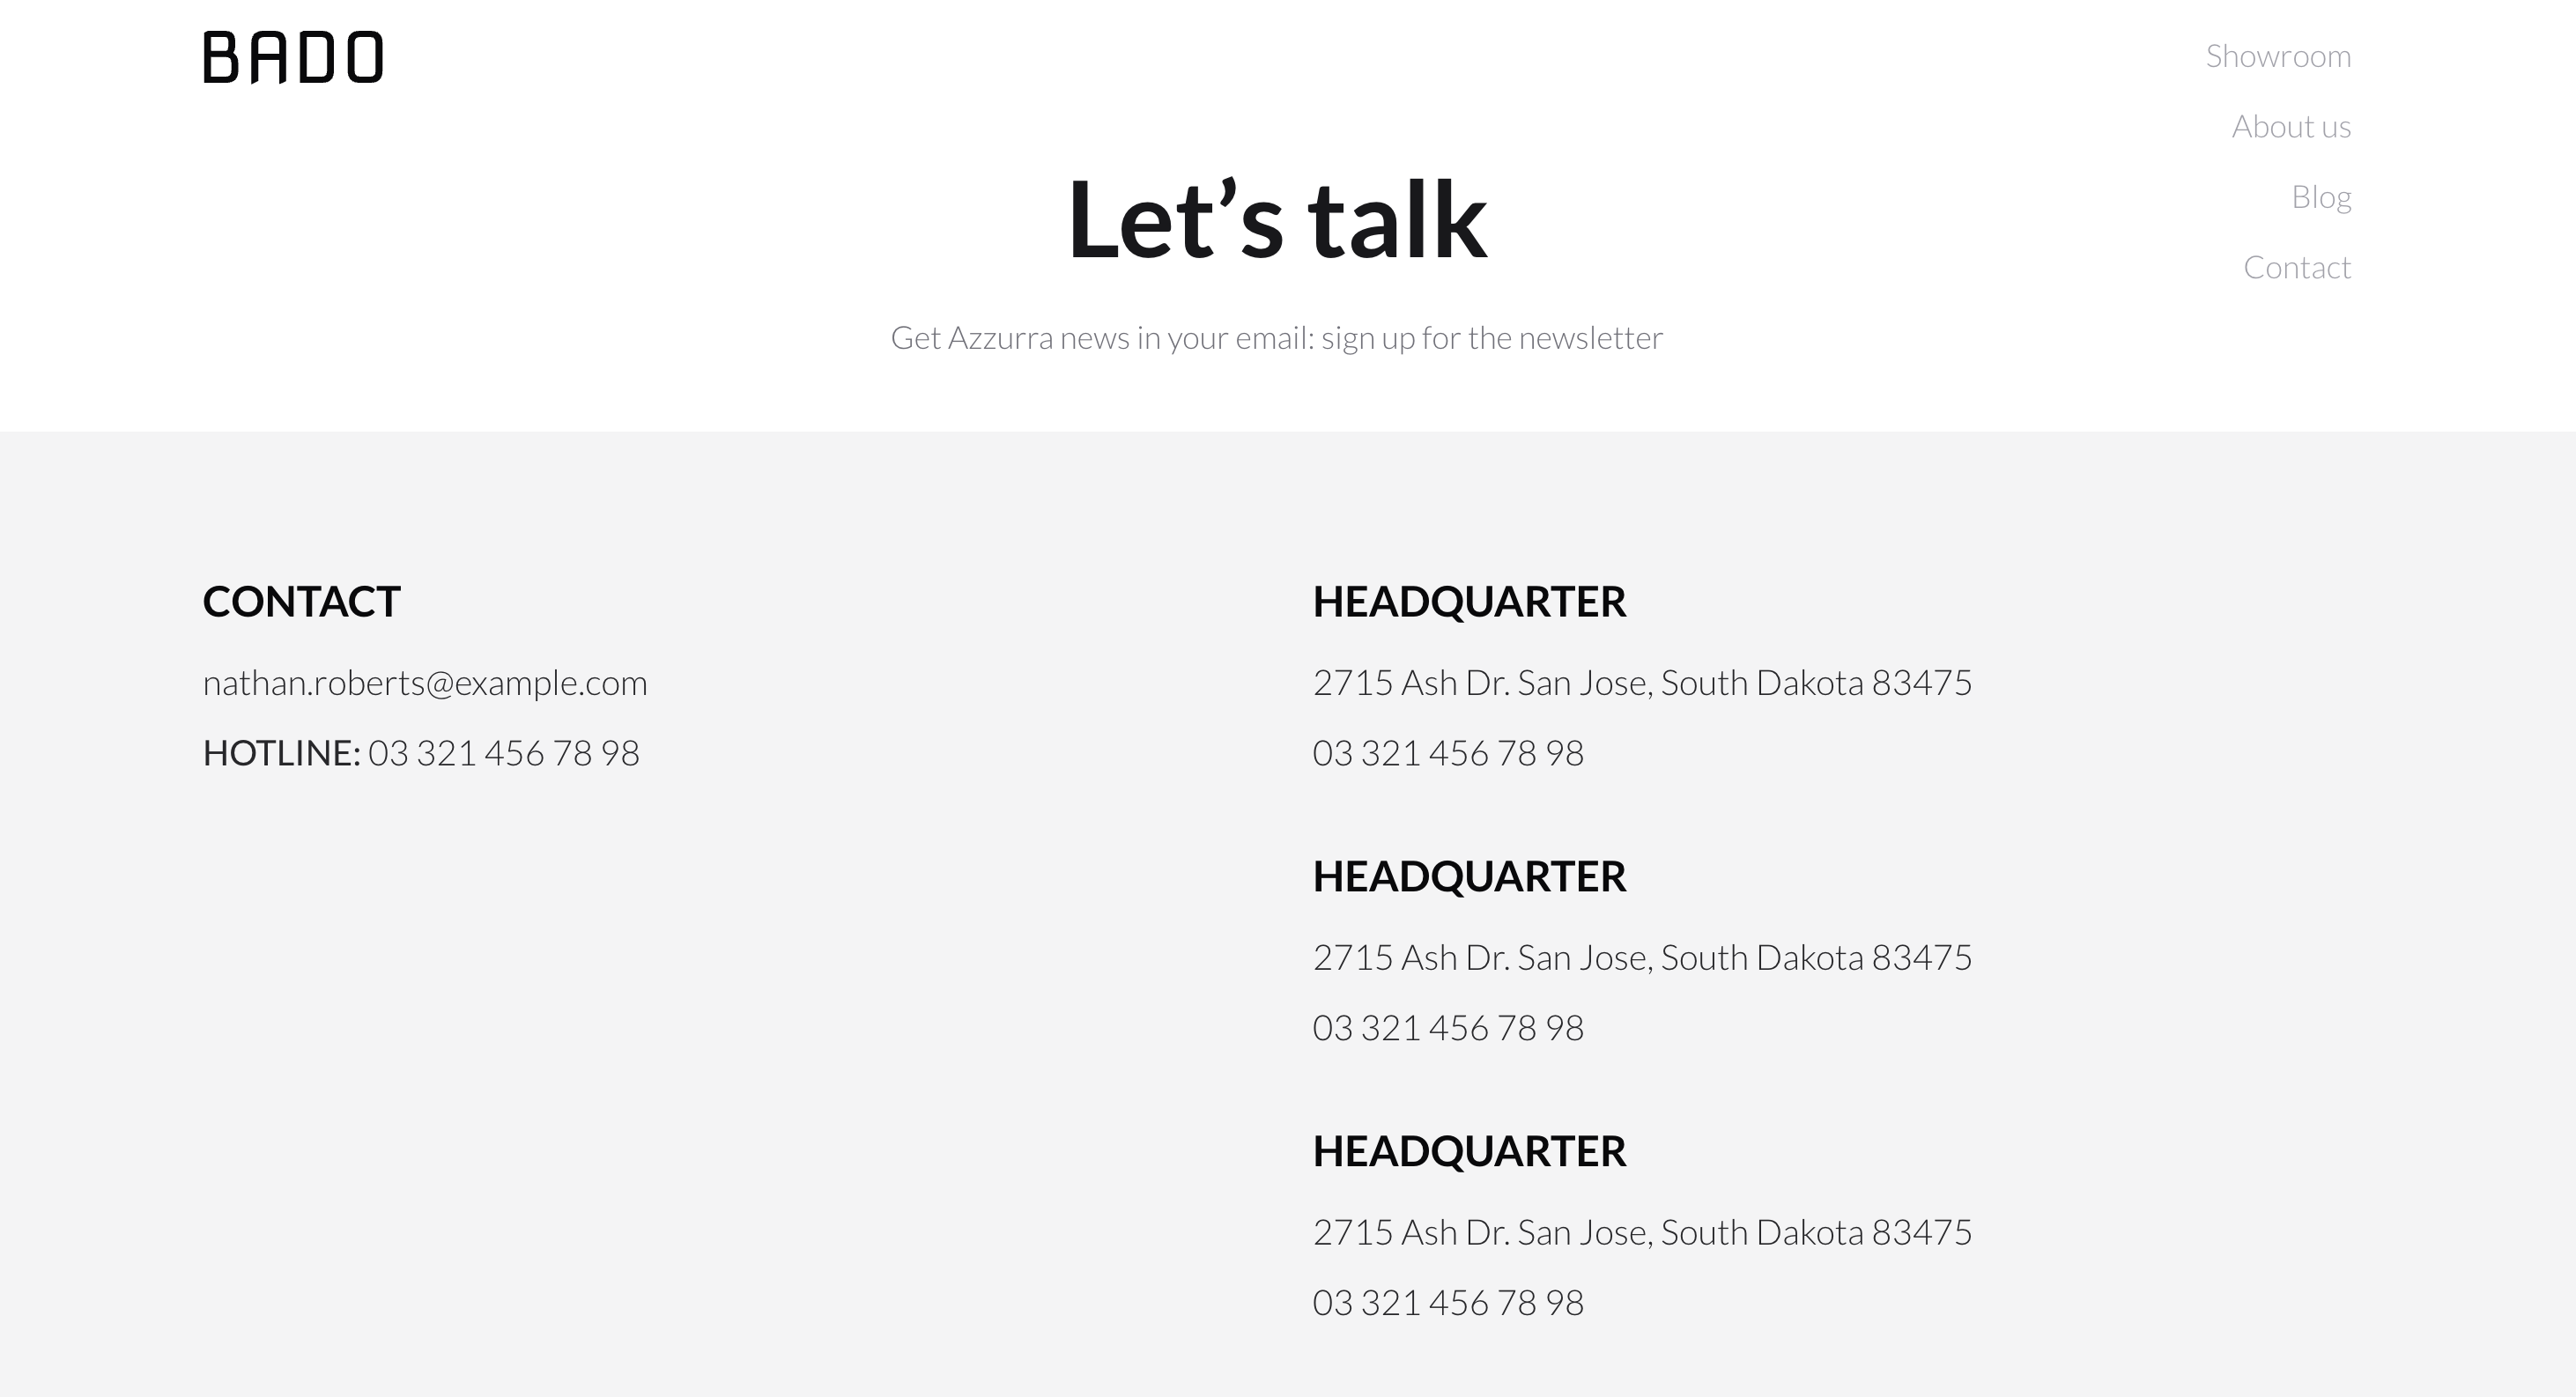 BADO
Showroom
About us
Blog
Contact
Let’s talk
Get Azzurra news in your email: sign up for the newsletter
CONTACT
nathan.roberts@example.com
HOTLINE: 03 321 456 78 98
HEADQUARTER
2715 Ash Dr. San Jose, South Dakota 83475
03 321 456 78 98
HEADQUARTER
2715 Ash Dr. San Jose, South Dakota 83475
03 321 456 78 98
HEADQUARTER
2715 Ash Dr. San Jose, South Dakota 83475
03 321 456 78 98